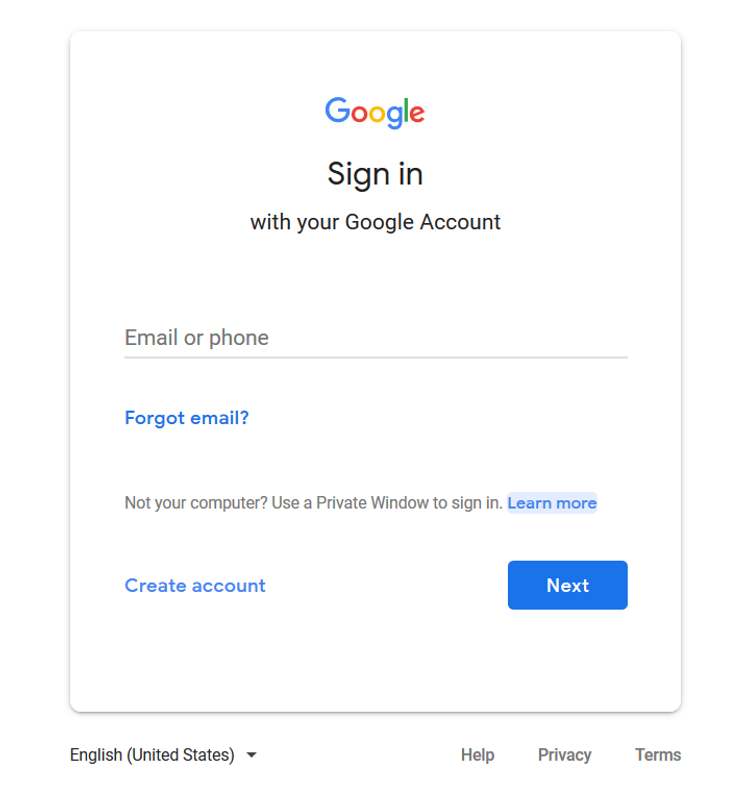 Google
Sign in
with your Google Account
Email or phone
Forgot email?
Not your computer? Use a Private Window to sign in. Learn more
Create account Next
English (United States) Help Privacy Terms